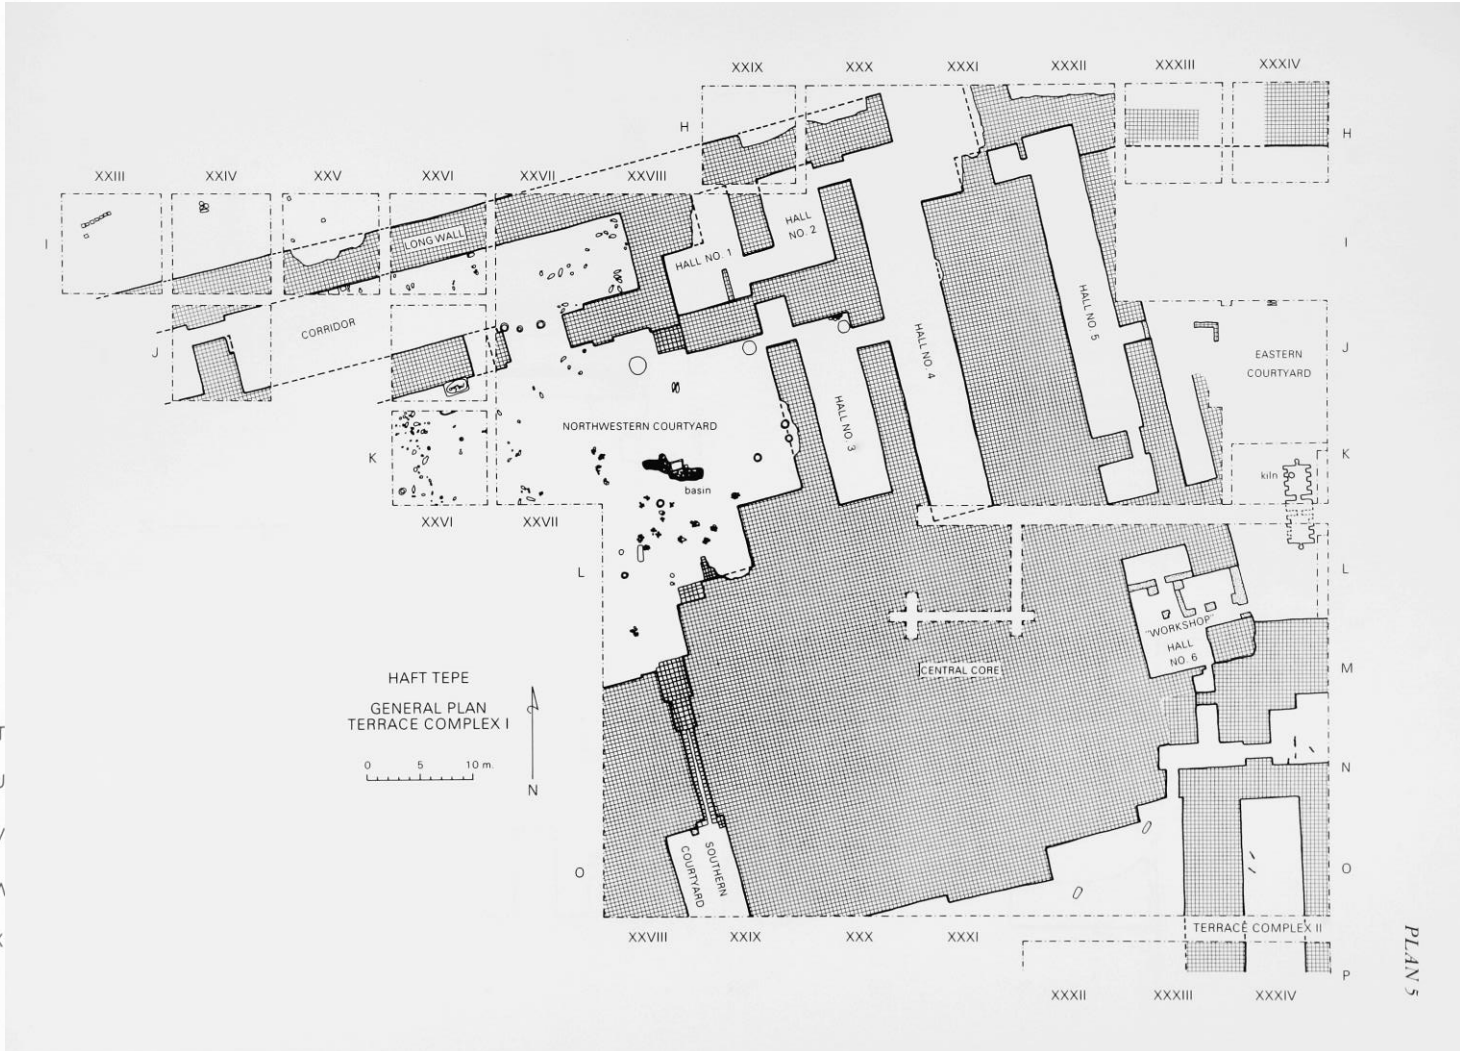 XXIX XXX XXXI XXXII XXXIII XXXIV
H H
XXIII XXIV XXV XXVI XXVII XXVIII
I I
LONG WALL
HALL NO. 1
HALL
NO. 2
CORRIDOR
J J
HALL NO. 3
HALL NO. 4
HALL NO. 5
EASTERN
COURTYARD
NORTHWESTERN COURTYARD
K K
basin
kiln
XXVI XXVII
L L
"WORKSHOP"
HALL
NO. 6
CENTRAL CORE
M
HAFT TEPE
GENERAL PLAN
TERRACE COMPLEX I
0 5 10 m.
N
N
SOUTHERN
COURTYARD
O O
TERRACE COMPLEX II
XXVIII XXIX XXX XXXI
P
XXXII XXXIII XXXIV
PLAN 5